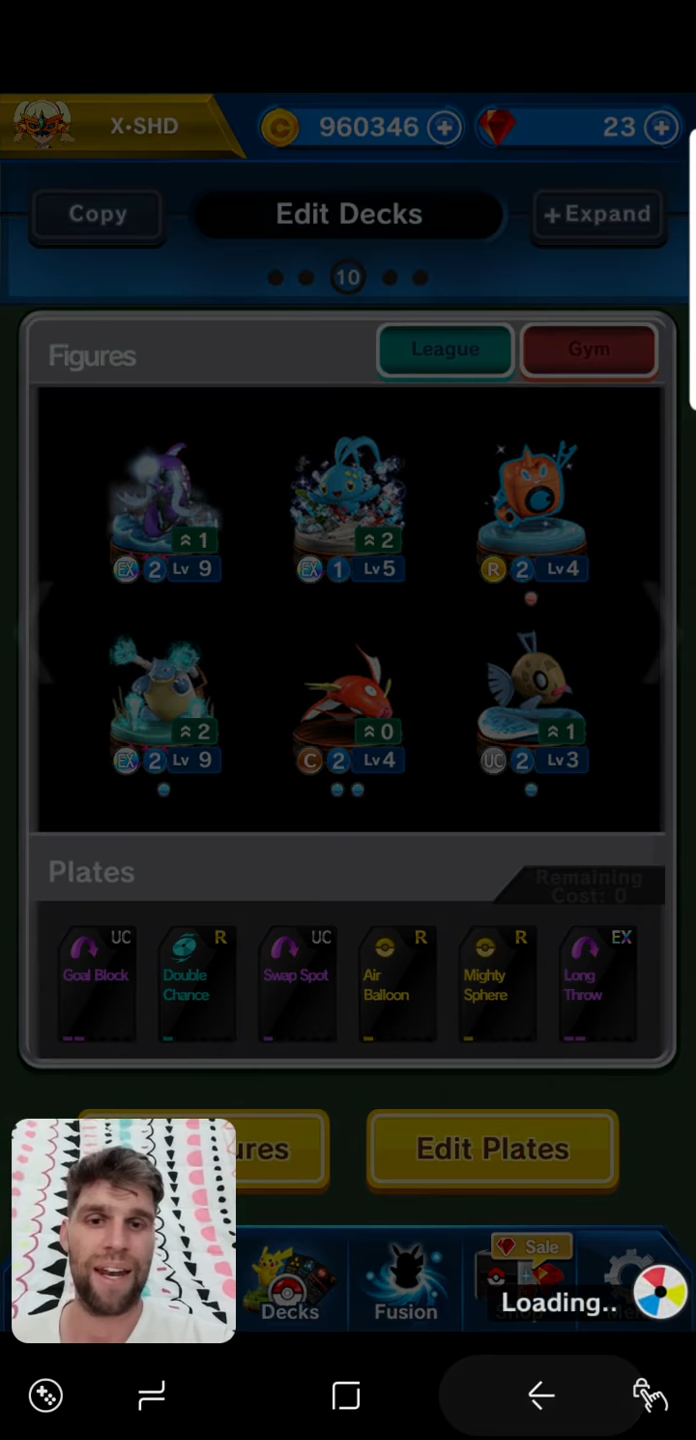 X•SHD
960346
23
Copy
Edit Decks
+Expand
10
Figures
League
Gym
1
2
EX 2 Lv 9
EX 1 Lv 5
R 2 Lv 4
2
0
1
EX 2 Lv 9
C 2 Lv 4
UC 2 Lv 3
Plates
Remaining
Cost: 0
UC
Goal Block
R
Double
Chance
UC
Swap Spot
R
Air
Balloon
R
Mighty
Sphere
EX
Long
Throw
ures
Edit Plates
Sale
Decks
Fusion
Loading..